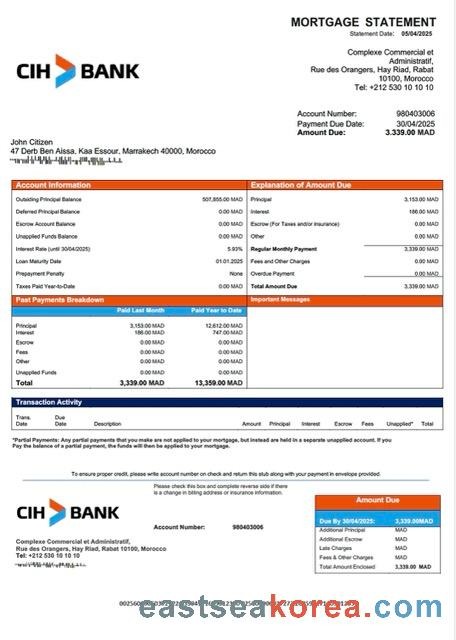 MORTGAGE STATEMENT
Statement Date: 05/04/2025
CIH BANK
Complexe Commercial et
Administratif,
Rue des Orangers, Hay Riad, Rabat
10100, Morocco
Tel: +212 530 10 10 10
Account Number: 980403006
Payment Due Date: 30/04/2025
Amount Due: 3.339.00 MAD
John Citizen
47 Derb Ben Aissa, Kaa Essour, Marrakech 40000, Morocco
Account Information
Outsiding Principal Balance 507,855.00 MAD
Deferred Principal Balance 0.00 MAD
Escrow Account Balance 0.00 MAD
Unapplied Funds Balance 0.00 MAD
Interest Rate (until 30/04/2025) 5.93%
Loan Maturity Date 01.01.2025
Prepayment Penalty None
Taxes Paid Year-to-Date 0.00 MAD
Explanation of Amount Due
Principal 3,153.00 MAD
Interest 186.00 MAD
Escrow (For Taxes and/or insurance) 0.00 MAD
Other 0.00 MAD
Regular Monthly Payment 3,339.00 MAD
Fees and Other Charges 0.00 MAD
Overdue Payment 0.00 MAD
Total Amount Due 3,339.00 MAD
Past Payments Breakdown
Paid Last Month Paid Year to Date
Principal 3,153.00 MAD 12,612.00 MAD
Interest 186.00 MAD 747.00 MAD
Escrow 0.00 MAD 0.00 MAD
Fees 0.00 MAD 0.00 MAD
Other 0.00 MAD 0.00 MAD
Unapplied Funds 0.00 MAD 0.00 MAD
Total 3,339.00 MAD 13,359.00 MAD
Important Messages
Transaction Activity
Trans. Date Due Date Description Amount Principal Interest Escrow Fees Unapplied* Total
*Partial Payments: Any partial payments that you make are not applied to your mortgage, but instead are held in a separate unapplied account. If you
Pay the balance of a partial payment, the funds will then be applied to your mortgage.
To ensure proper credit, please write account number on check and return this stub along with your payment in envelope provided.
Please check this box and complete reverse side if there
is a change in billing address or insurance information.
CIH BANK
Account Number: 980403006
Complexe Commercial et Administratif,
Rue des Orangers, Hay Riad, Rabat 10100, Morocco
Tel: +212 530 10 10 10
Amount Due
Due By 30/04/2025: 3,339.00MAD
Additional Principal MAD
Additional Escrow MAD
Late Charges MAD
Fees & Other Charges MAD
Total Amount Enclosed 3,339.00 MAD
eastseakorea.com